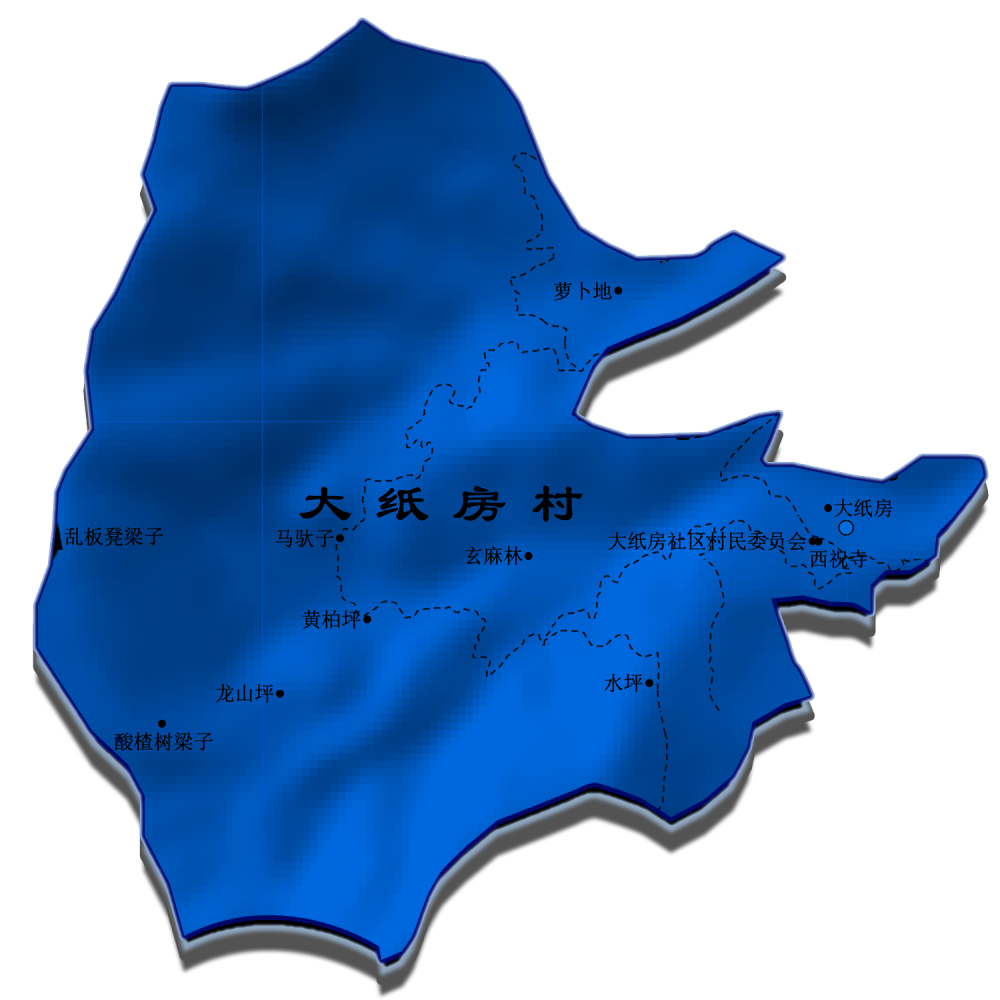 萝卜地
大纸房村
大纸房
乱板凳梁子
马驮子
大纸房社区村民委员会
玄麻林
西祝寺
黄柏坪
水坪
龙山坪
酸楂树梁子